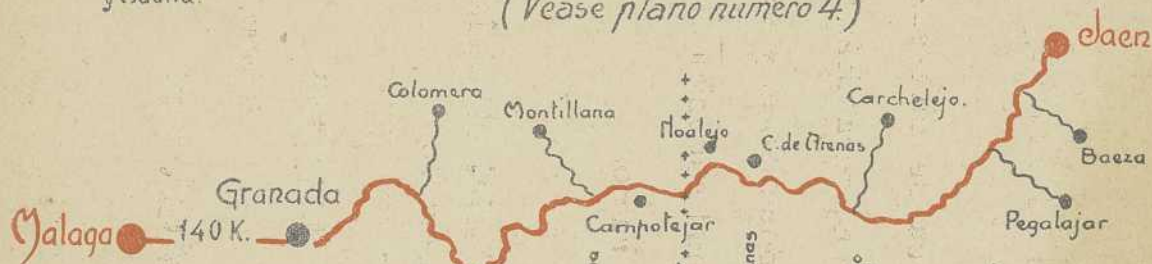 (Vease plano numero 4.)
Jaen
Colomera
Montillana
Noalejo
Carchelejo.
C. de Arenas
Baeza
Granada
Malaga
140 K.
Campotejar
Pegalajar